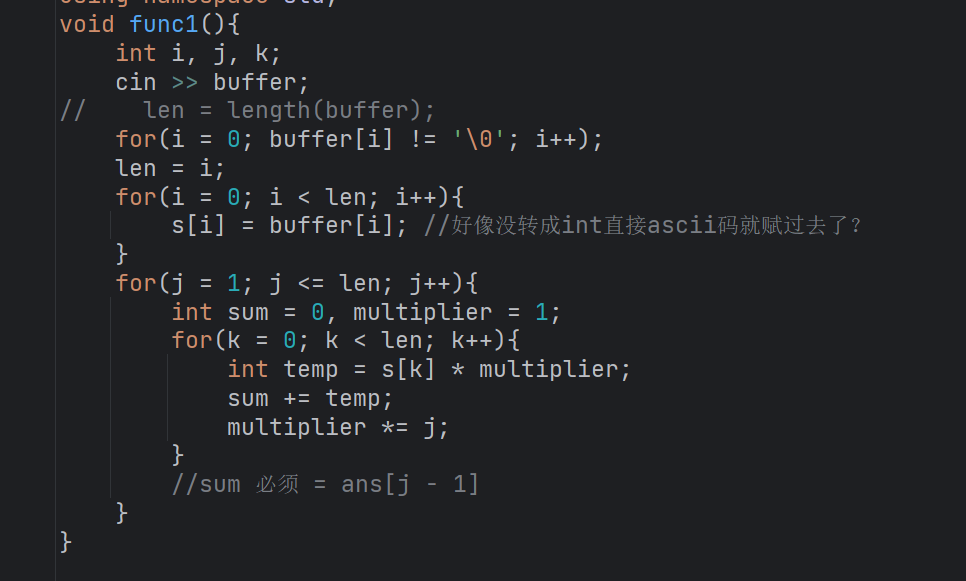 using namespace std;
void func1(){
    int i, j, k;
    cin >> buffer;
//    len = length(buffer);
    for(i = 0; buffer[i] != '\0'; i++);
    len = i;
    for(i = 0; i < len; i++){
        s[i] = buffer[i]; //好像没转成int直接ascii码就赋过去了?
    }
    for(j = 1; j <= len; j++){
        int sum = 0, multiplier = 1;
        for(k = 0; k < len; k++){
            int temp = s[k] * multiplier;
            sum += temp;
            multiplier *= j;
        }
        //sum 必须 = ans[j - 1]
    }
}